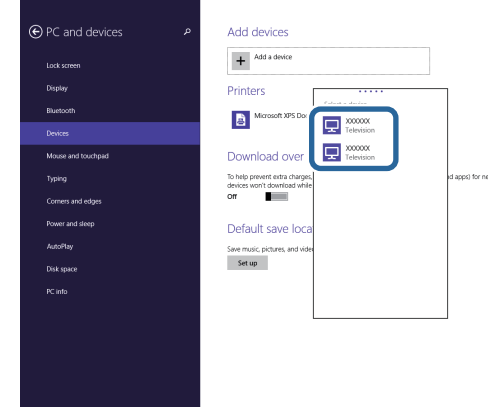 PC and devices
Lock screen
Display
Bluetooth
Devices
Mouse and touchpad
Typing
Corners and edges
Power and sleep
AutoPlay
Disk space
PC info
Add devices
Add a device
Printers
Microsoft XPS Do
Download over
To help prevent extra charges,
d apps) for ne
devices won't download while
Off
Default save loca
Save music, pictures, and vide
Set up
XXXXXX
Television
XXXXXX
Television